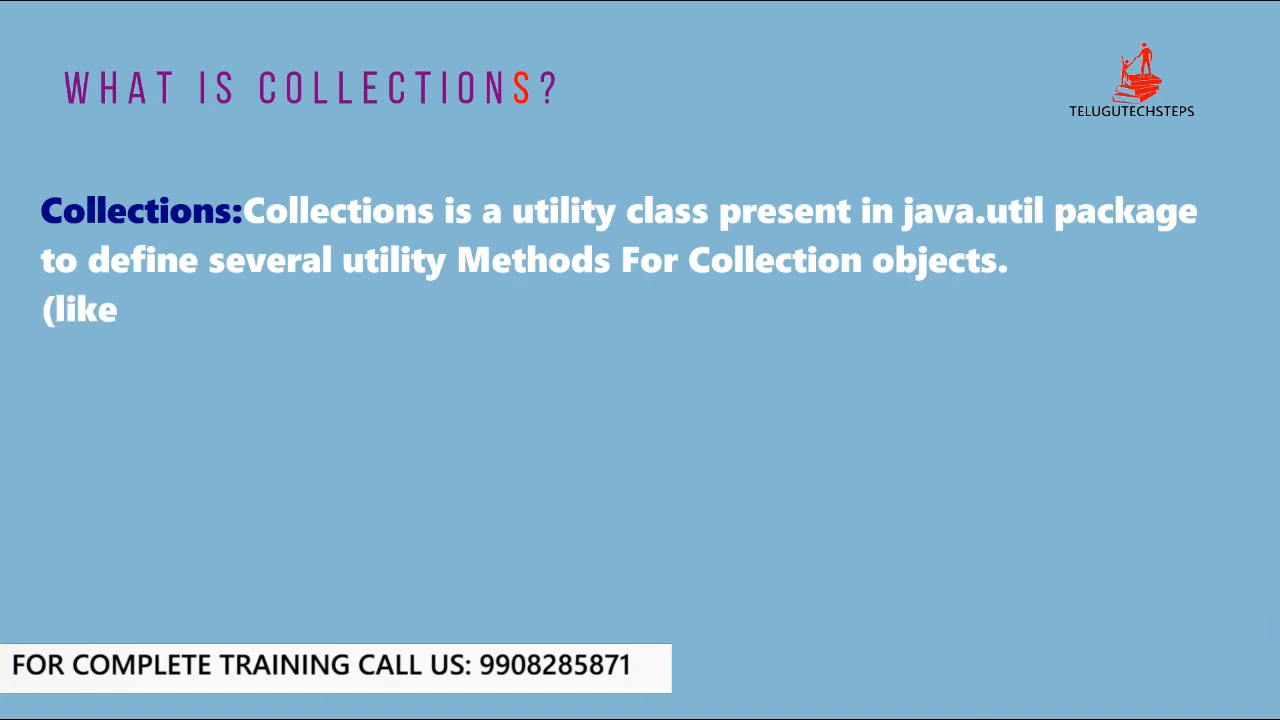 WHAT IS COLLECTIONS?
TELUGUTECHSTEPS
Collections:Collections is a utility class present in java.util package
to define several utility Methods For Collection objects.
(like
FOR COMPLETE TRAINING CALL US: 9908285871